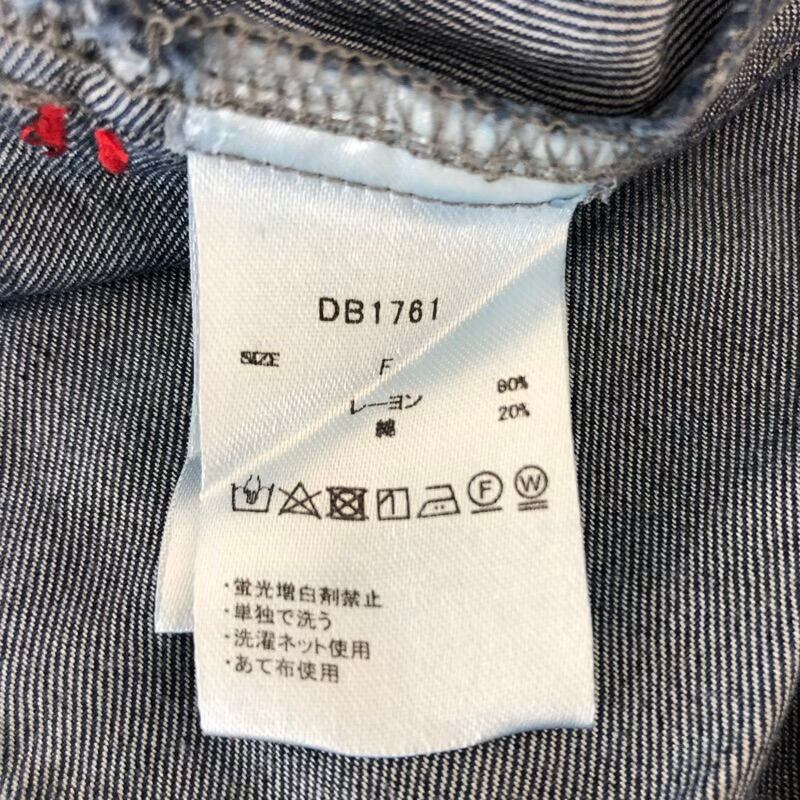 DB1761
SIZE F
レーヨン 80%
綿 20%
F W
・蛍光増白剤禁止
・単独で洗う
・洗濯ネット使用
・あて布使用